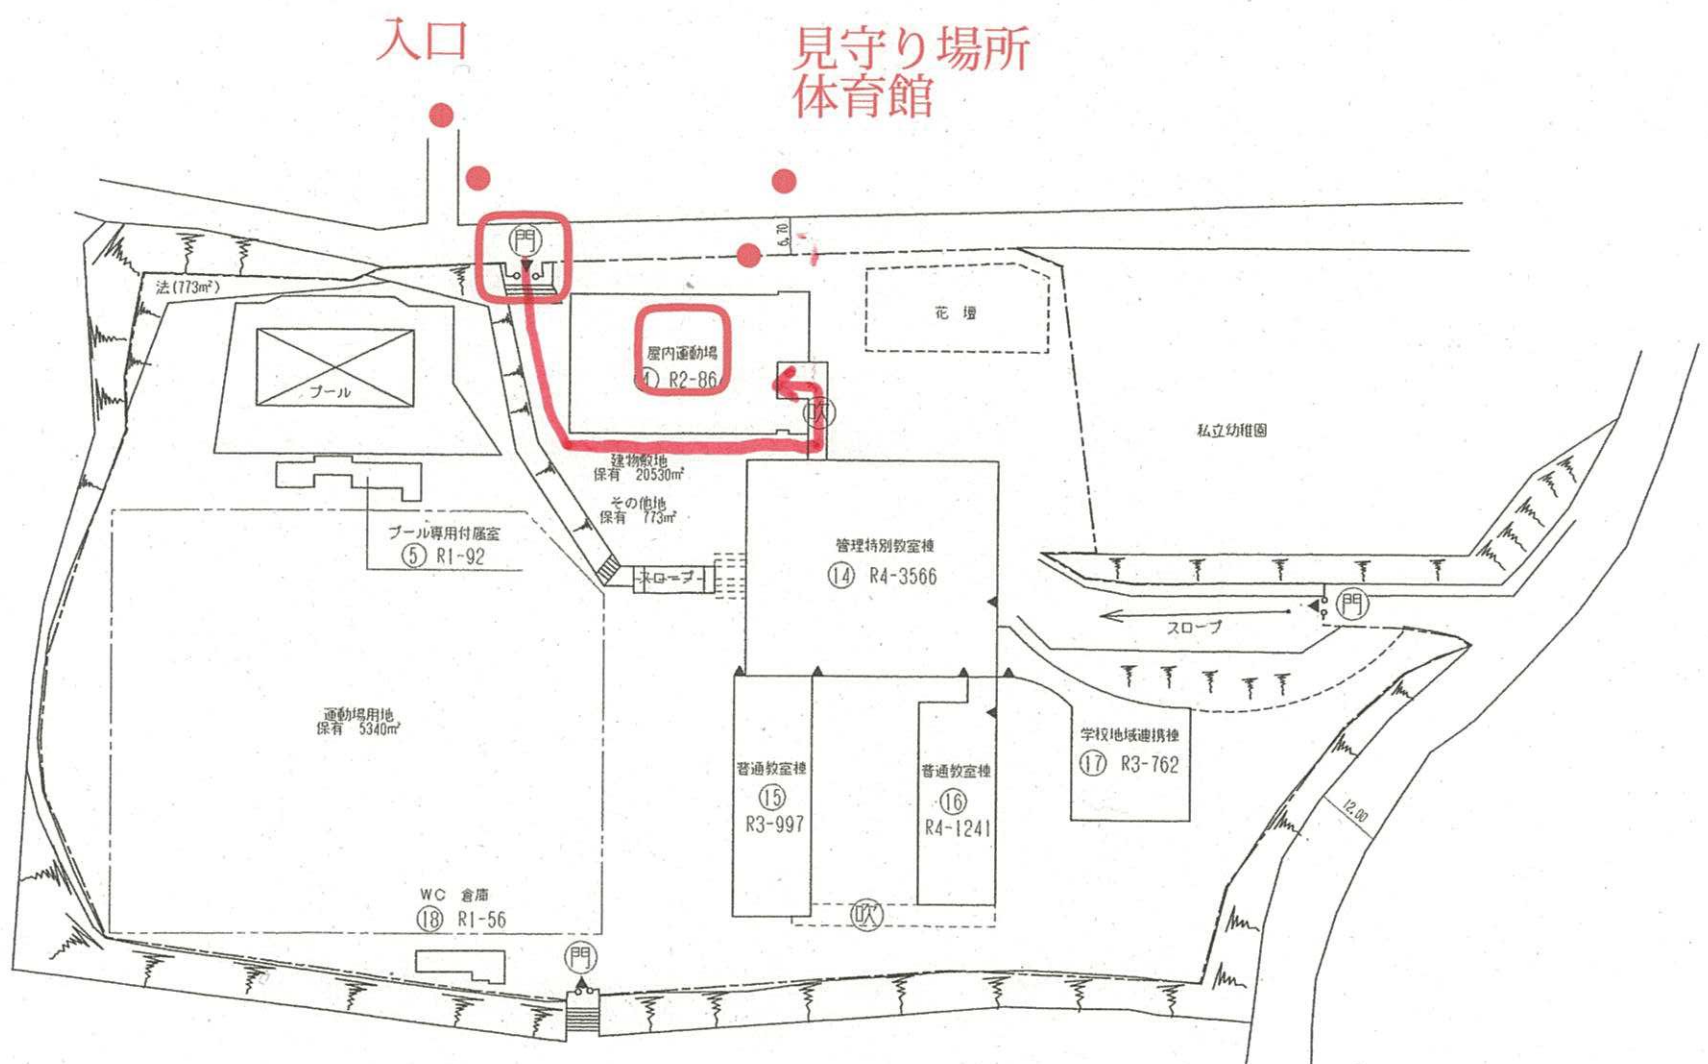 入口
見守り場所
体育館
門
6.70
法(773㎡)
花 壇
屋内運動場
R2-86
プール
吹
私立幼稚園
建物敷地
保有 20530㎡
その他地
保有 773㎡
プール専用付属室
⑤ R1-92
管理特別教室棟
⑭ R4-3566
スロープ
門
スロープ
運動場用地
保有 5340㎡
学校地域連携棟
⑰ R3-762
普通教室棟
⑮
R3-997
普通教室棟
⑯
R4-1241
12.00
WC 倉庫
⑱ R1-56
吹
門